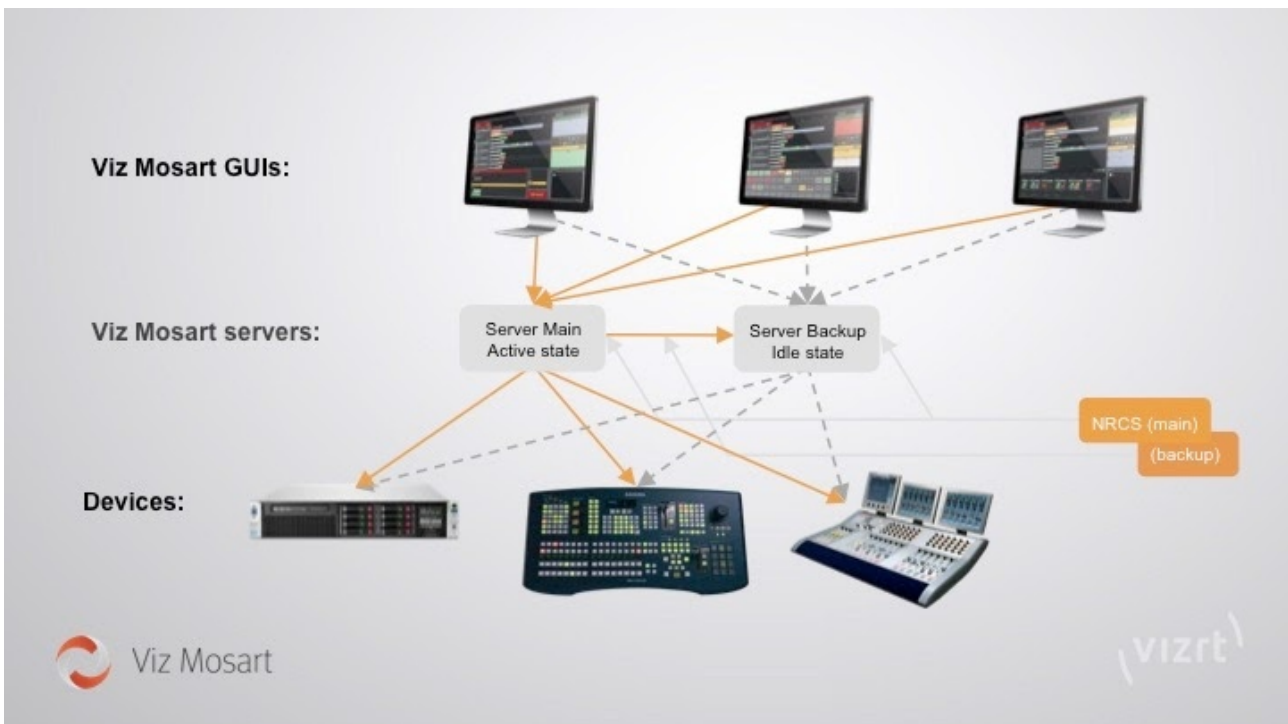 Viz Mosart GUIs:
Viz Mosart servers:
Server Main
Active state
Server Backup
Idle state
NRCS (main)
(backup)
Devices:
Viz Mosart
vizrt